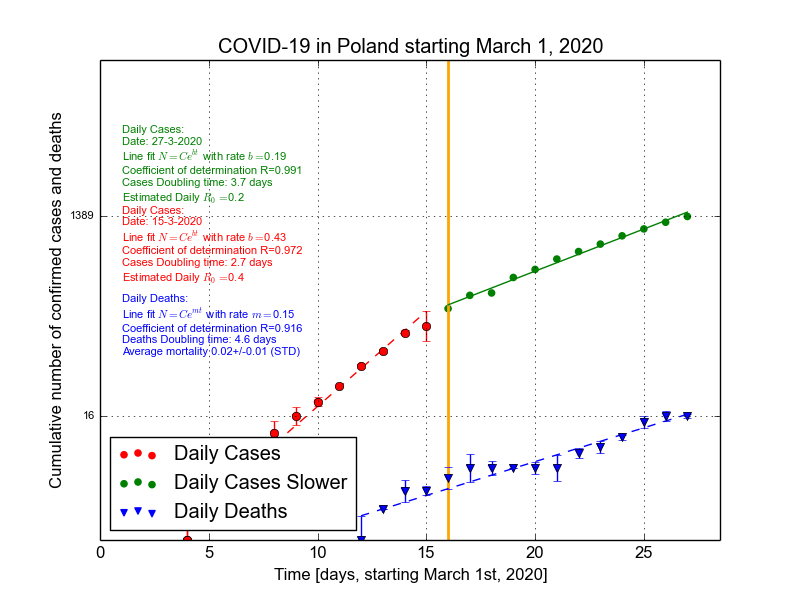 COVID-19 in Poland starting March 1, 2020
Cumulative number of confirmed cases and deaths
1389
16
Daily Cases:
Date: 27-3-2020
Line fit N = Ce^{bt} with rate b =0.19
Coefficient of determination R=0.991
Cases Doubling time: 3.7 days
Estimated Daily R_0 =0.2
Daily Cases:
Date: 15-3-2020
Line fit N = Ce^{bt} with rate b =0.43
Coefficient of determination R=0.972
Cases Doubling time: 2.7 days
Estimated Daily R_0 =0.4
Daily Deaths:
Line fit N = Ce^{mt} with rate m =0.15
Coefficient of determination R=0.916
Deaths Doubling time: 4.6 days
Average mortality:0.02+/-0.01 (STD)
Daily Cases
Daily Cases Slower
Daily Deaths
0 5 10 15 20 25
Time [days, starting March 1st, 2020]